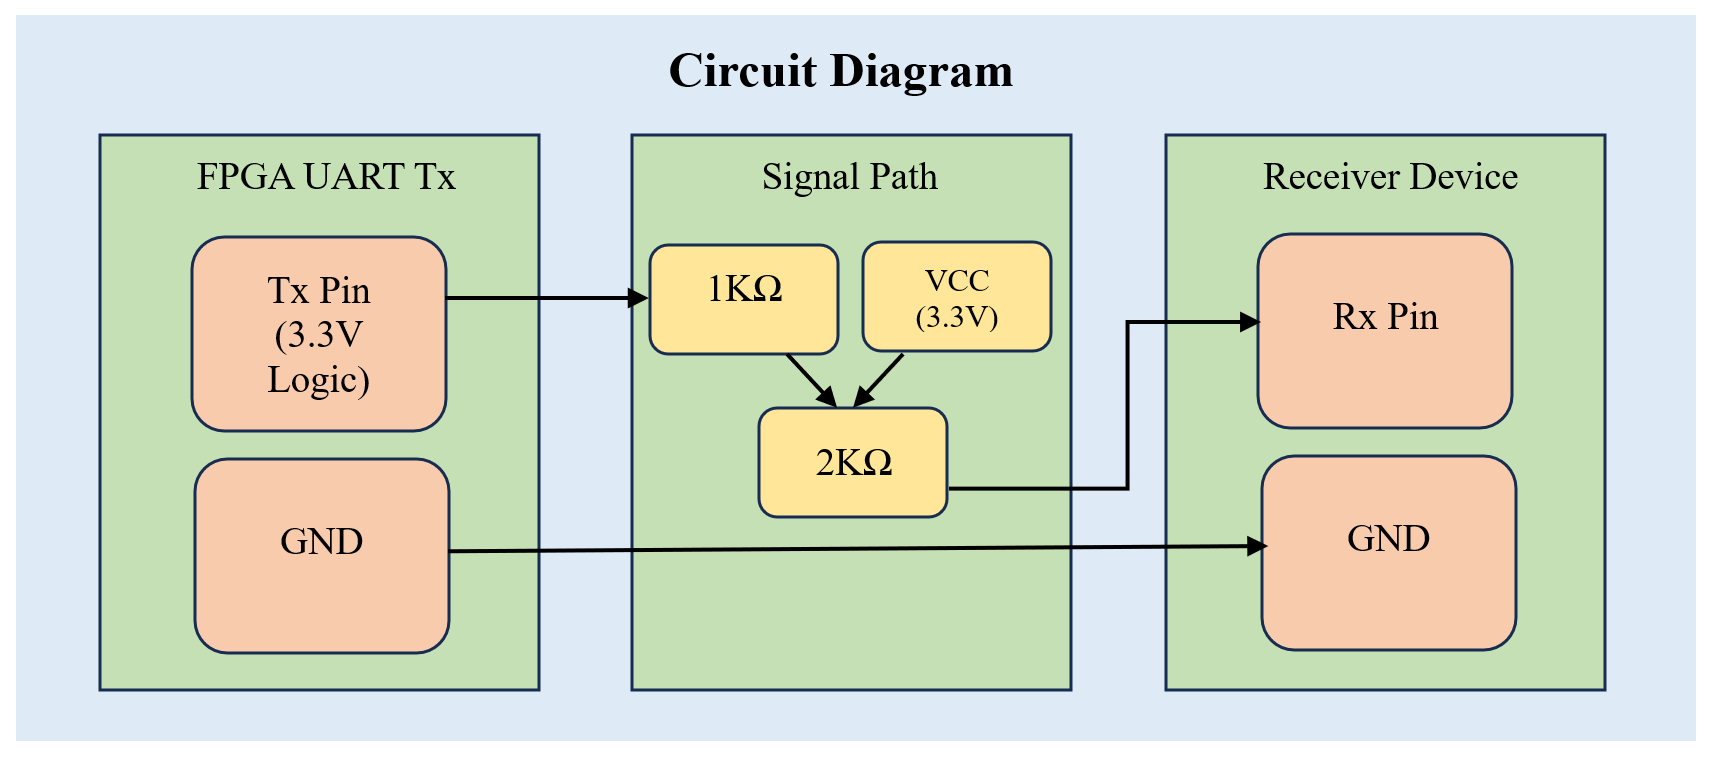 Circuit Diagram
FPGA UART Tx
Tx Pin
(3.3V
Logic)
GND
Signal Path
1KΩ
VCC
(3.3V)
2KΩ
Receiver Device
Rx Pin
GND